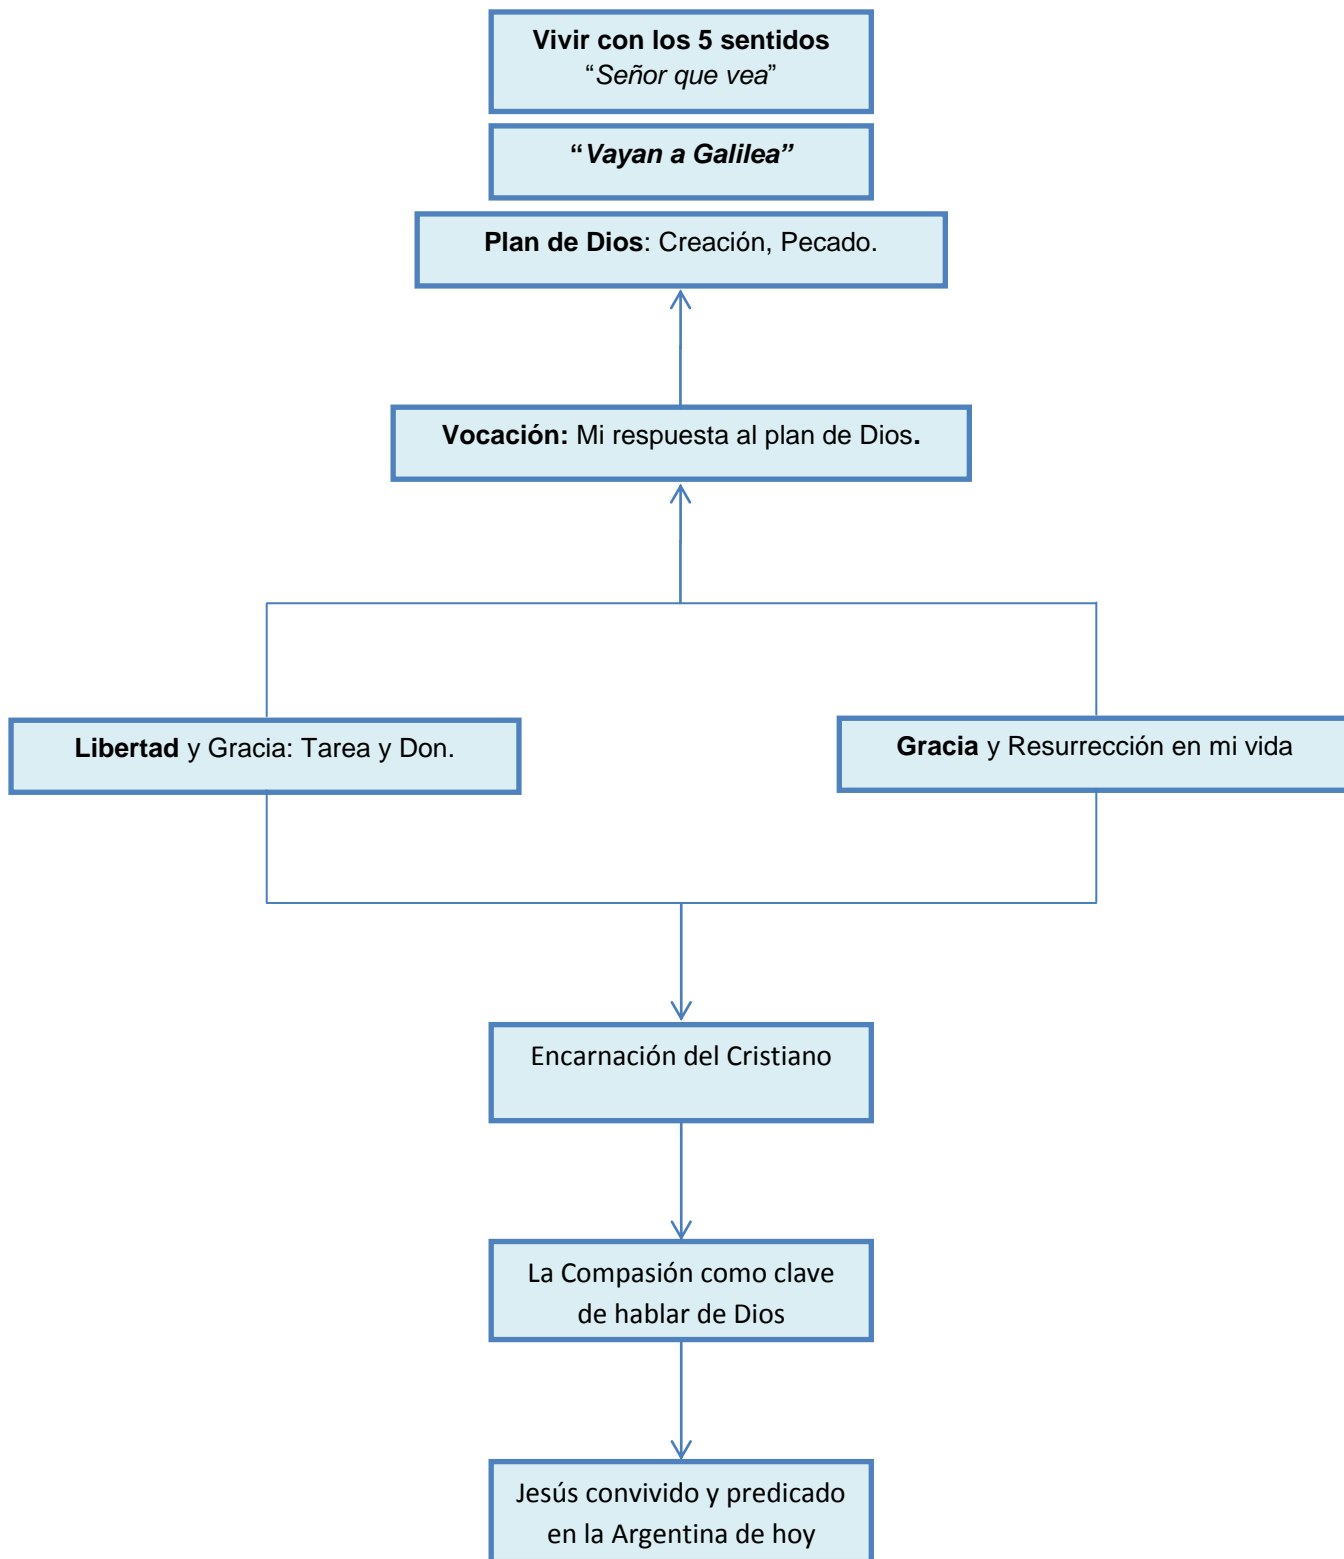 Vivir con los 5 sentidos
“Señor que vea”
“Vayan a Galilea”
Plan de Dios: Creación, Pecado.
Vocación: Mi respuesta al plan de Dios.
Libertad y Gracia: Tarea y Don.
Gracia y Resurrección en mi vida
Encarnación del Cristiano
La Compasión como clave
de hablar de Dios
Jesús convivido y predicado
en la Argentina de hoy